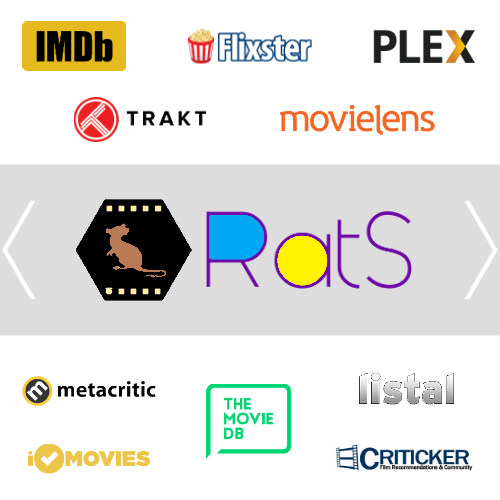 IMDb
Flixster
PLEX
TRAKT
movielens
RatS
metacritic
THE
MOVIE
DB
listal
iMOVIES
CRITICKER
Film Recommendations & Community